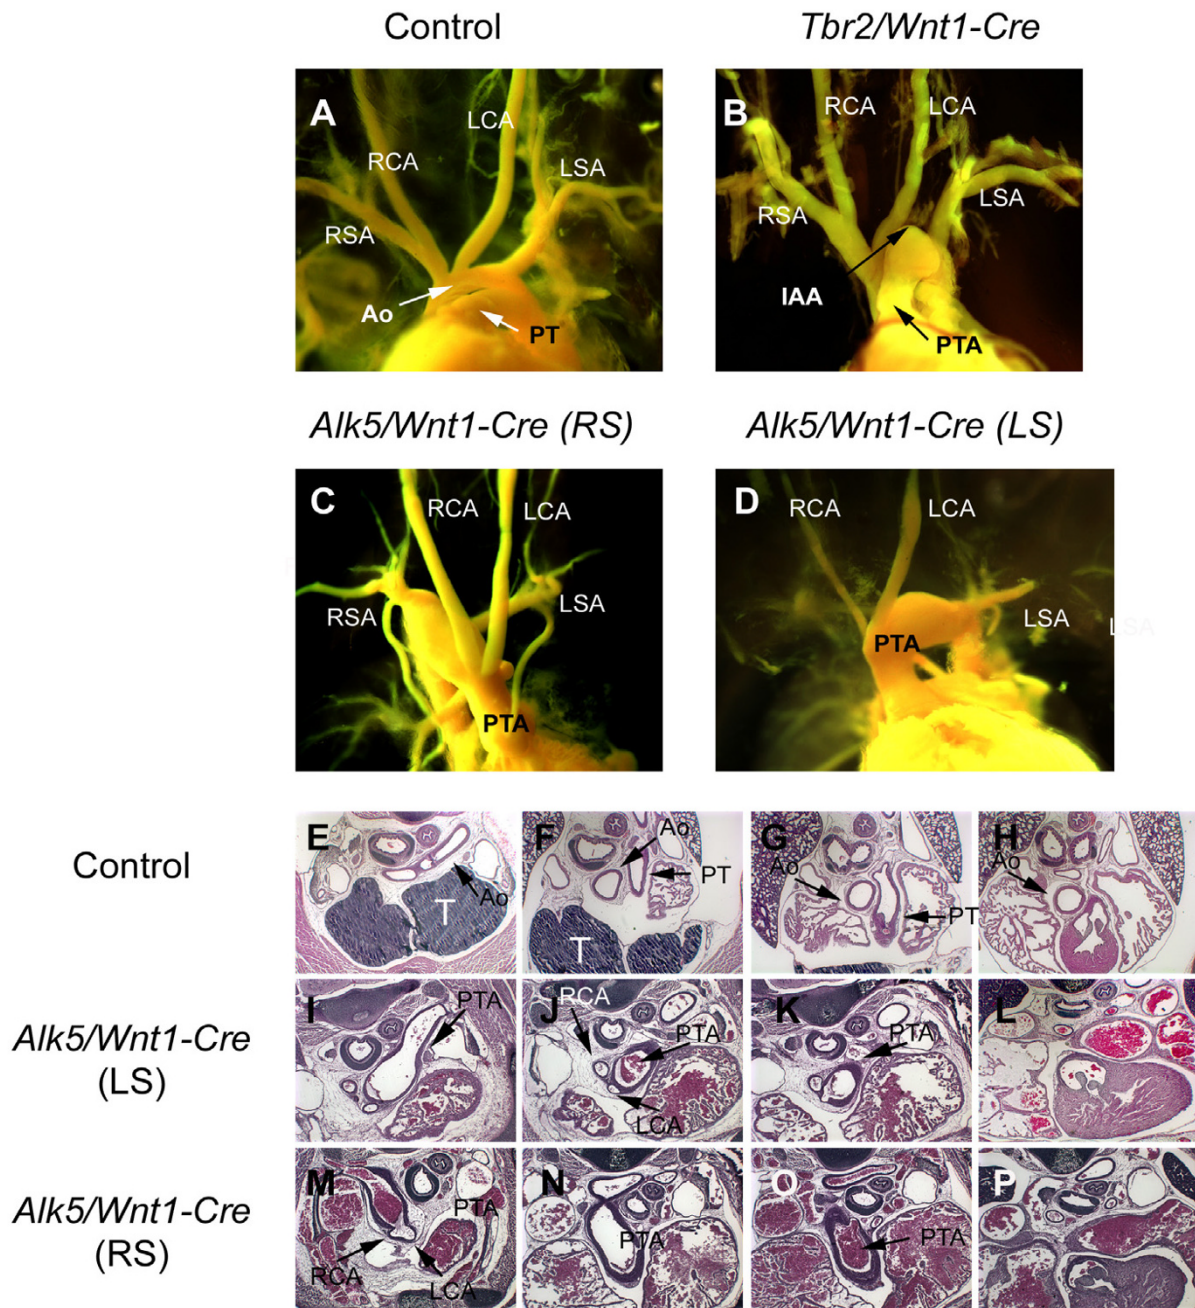 Control
Tbr2/Wnt1-Cre
A
RCA
LCA
LSA
RSA
Ao
PT
B
RCA
LCA
RSA
LSA
IAA
PTA
Alk5/Wnt1-Cre (RS)
Alk5/Wnt1-Cre (LS)
C
RCA
LCA
RSA
LSA
PTA
D
RCA
LCA
PTA
LSA
LSA
Control
E
Ao
T
F
Ao
PT
T
G
Ao
PT
H
Ao
Alk5/Wnt1-Cre
(LS)
I
PTA
J
RCA
PTA
LCA
K
PTA
L
Alk5/Wnt1-Cre
(RS)
M
PTA
RCA
LCA
N
PTA
O
PTA
P